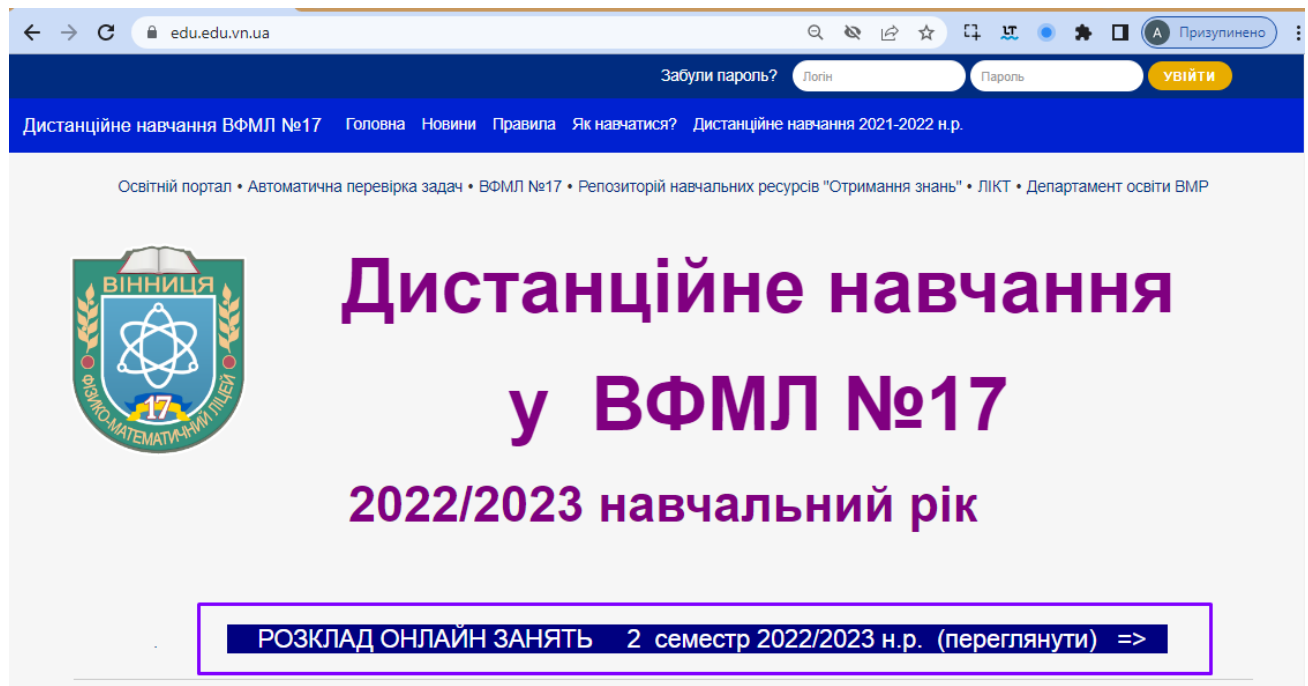 edu.edu.vn.ua
A Призупинено
Забули пароль? Логін Пароль УВІЙТИ
Дистанційне навчання ВФМЛ №17 Головна Новини Правила Як навчатися? Дистанційне навчання 2021-2022 н.р.
Освітній портал • Автоматична перевірка задач • ВФМЛ №17 • Репозиторій навчальних ресурсів "Отримання знань" • ЛІКТ • Департамент освіти ВМР
ВІННИЦЯ
17
ФІЗИКО-МАТЕМАТИЧНИЙ ЛІЦЕЙ
Дистанційне навчання
у ВФМЛ №17
2022/2023 навчальний рік
. РОЗКЛАД ОНЛАЙН ЗАНЯТЬ 2 семестр 2022/2023 н.р. (переглянути) =>